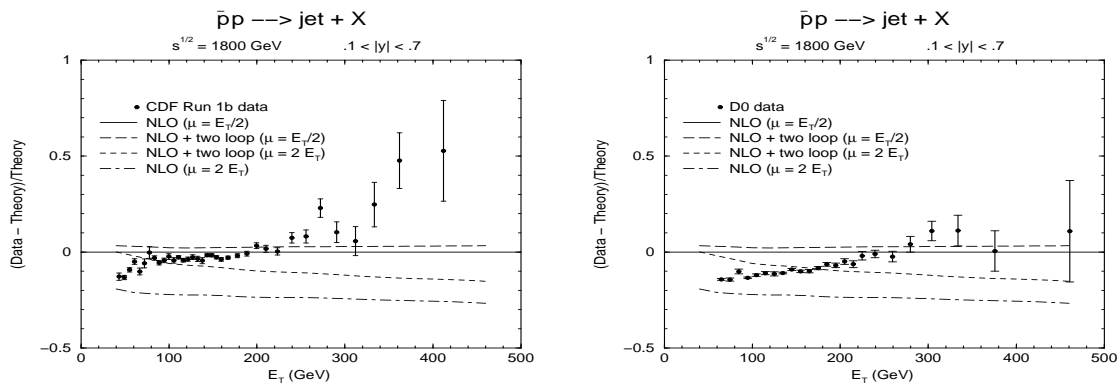 p̄p —–> jet + X
s^1/2 = 1800 GeV .1 < |y| < .7
CDF Run 1b data
NLO (μ = E_T/2)
NLO + two loop (μ = E_T/2)
NLO + two loop (μ = 2 E_T)
NLO (μ = 2 E_T)
(Data – Theory)/Theory
1
0.5
0
–0.5
0 100 200 300 400 500
E_T (GeV)
p̄p —–> jet + X
s^1/2 = 1800 GeV .1 < |y| < .7
D0 data
NLO (μ = E_T/2)
NLO + two loop (μ = E_T/2)
NLO + two loop (μ = 2 E_T)
NLO (μ = 2 E_T)
(Data – Theory)/Theory
1
0.5
0
–0.5
0 100 200 300 400 500
E_T (GeV)